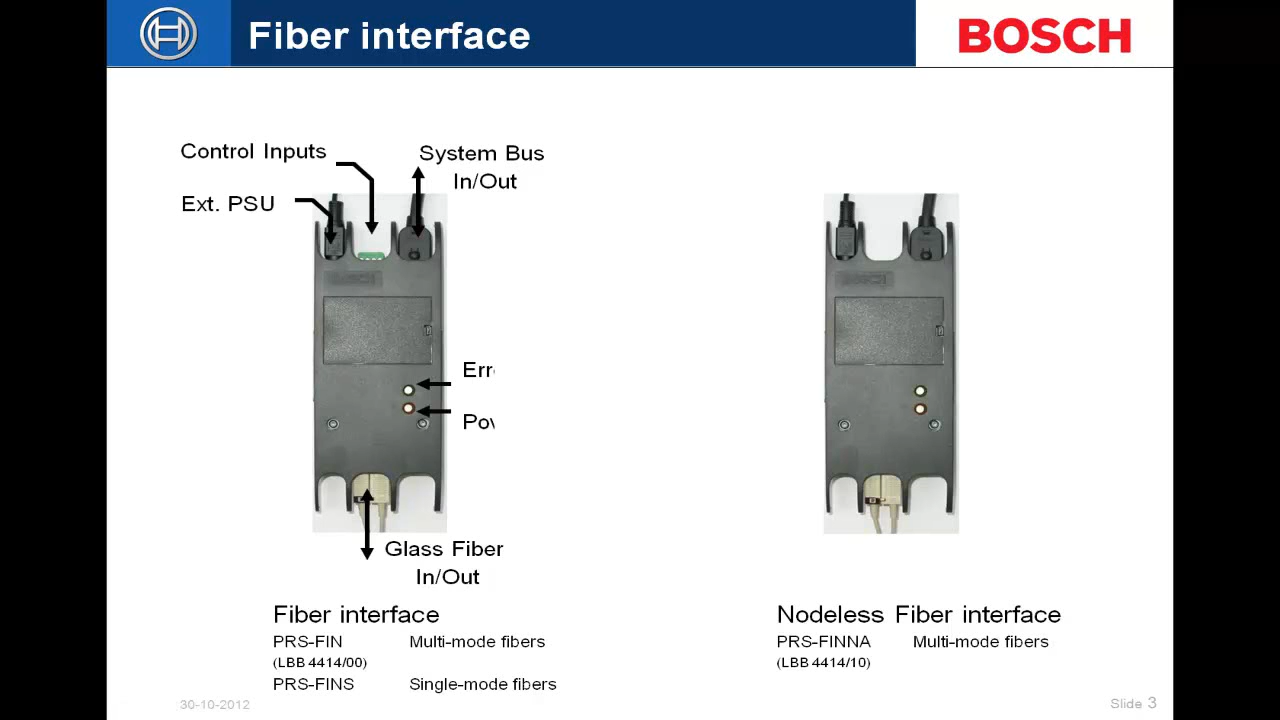 Fiber interface
BOSCH
Control Inputs
System Bus
In/Out
Ext. PSU
BOSCH
Err
Pow
Glass Fiber
In/Out
Fiber interface
PRS-FIN Multi-mode fibers
(LBB 4414/00)
PRS-FINS Single-mode fibers
Nodeless Fiber interface
PRS-FINNA Multi-mode fibers
(LBB 4414/10)
30-10-2012
Slide 3